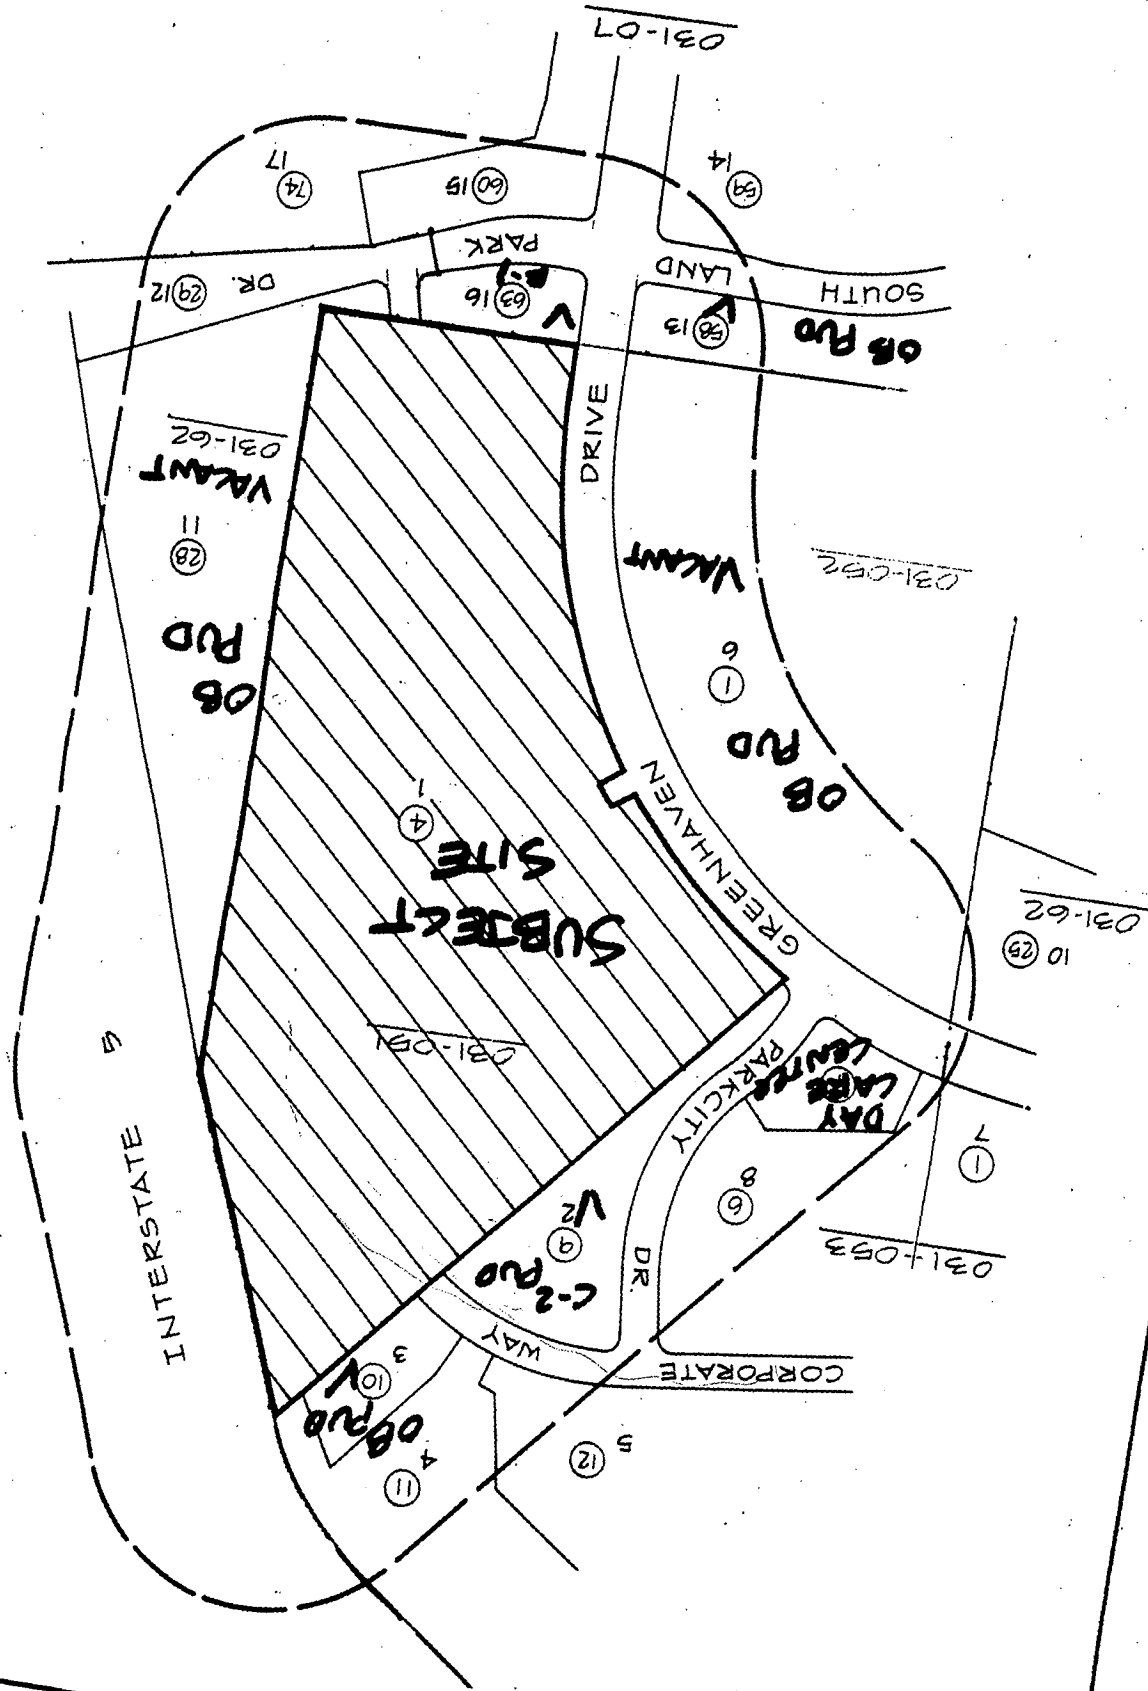 031-07
74
17
60 15
59
14
PARK
LAND
SOUTH
DR.
29 12
63 16
V
58 13
V
OB PUD
DRIVE
031-62
VACANT
28
11
OB
PUD
VACANT
031-052
1
6
OB
PUD
GREENHAVEN
4
1
SUBJECT
SITE
031-051
031-62
10 25
INTERSTATE 5
PARKCITY
DR.
DAY
CARE
CENTER
1
7
6
8
031-053
9
2
V
C-2
PUD
WAY
CORPORATE
10
3
V
OB
PUD
11
4
12
5